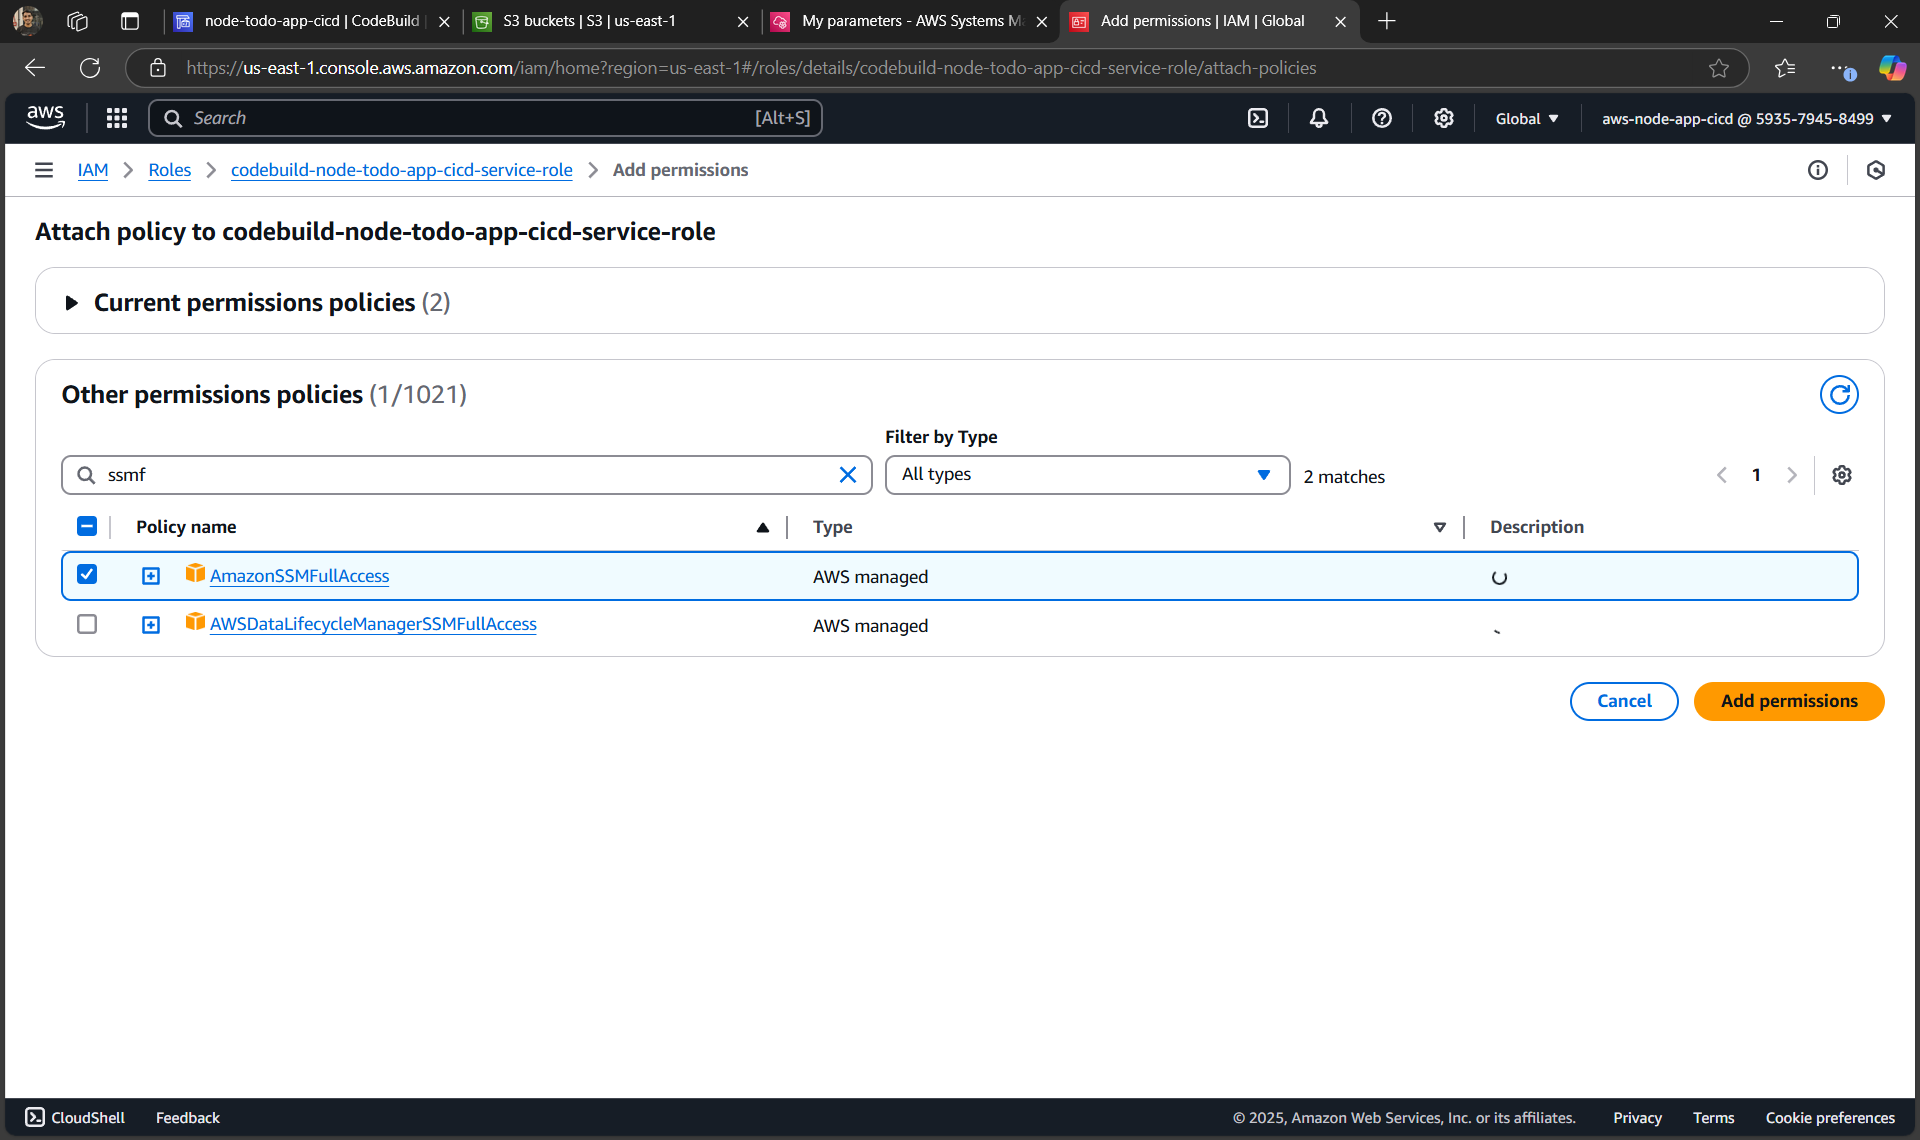 node-todo-app-cicd | CodeBuild |
S3 buckets | S3 | us-east-1
My parameters - AWS Systems M
Add permissions | IAM | Global
https://us-east-1.console.aws.amazon.com/iam/home?region=us-east-1#/roles/details/codebuild-node-todo-app-cicd-service-role/attach-policies
aws
Search
[Alt+S]
Global
aws-node-app-cicd @ 5935-7945-8499
IAM
Roles
codebuild-node-todo-app-cicd-service-role
Add permissions
Attach policy to codebuild-node-todo-app-cicd-service-role
Current permissions policies (2)
Other permissions policies (1/1021)
Filter by Type
ssmf
All types
2 matches
1
Policy name
Type
Description
AmazonSSMFullAccess
AWS managed
AWSDataLifecycleManagerSSMFullAccess
AWS managed
Cancel
Add permissions
CloudShell
Feedback
© 2025, Amazon Web Services, Inc. or its affiliates.
Privacy
Terms
Cookie preferences